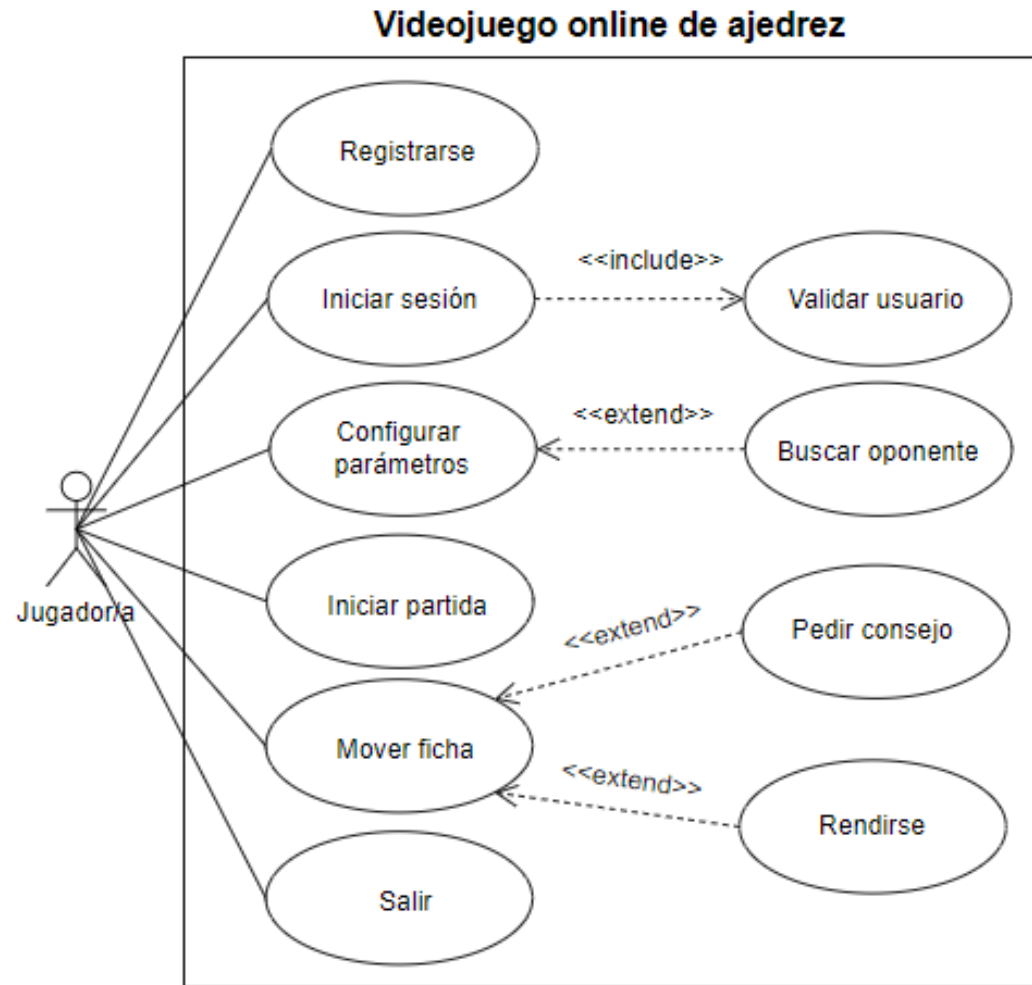 Videojuego online de ajedrez
Registrarse
<<include>>
Iniciar sesión
Validar usuario
<<extend>>
Configurar
parámetros
Buscar oponente
Jugador/a
Iniciar partida
<<extend>>
Pedir consejo
Mover ficha
<<extend>>
Rendirse
Salir